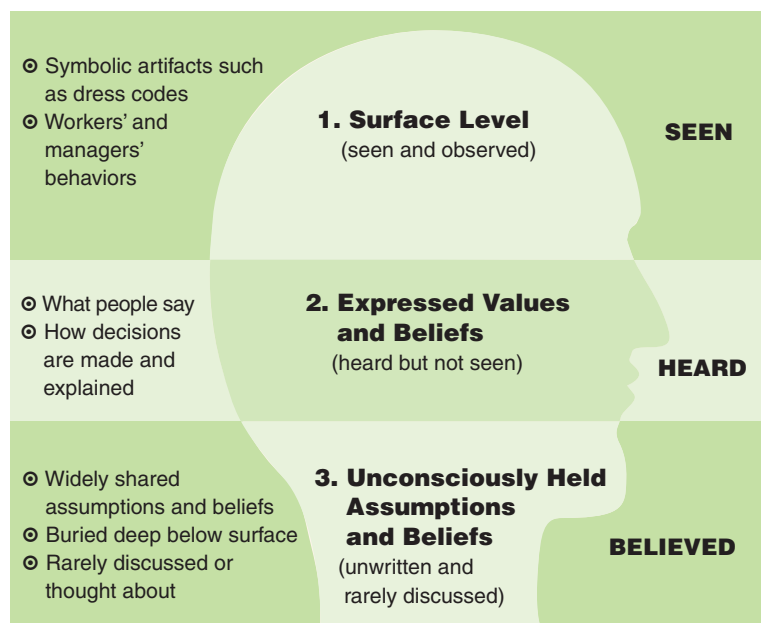 ⊙ Symbolic artifacts such
as dress codes
⊙ Workers’ and
managers’
behaviors
1. Surface Level
(seen and observed)
SEEN
⊙ What people say
⊙ How decisions
are made and
explained
2. Expressed Values
and Beliefs
(heard but not seen)
HEARD
⊙ Widely shared
assumptions and beliefs
⊙ Buried deep below surface
⊙ Rarely discussed or
thought about
3. Unconsciously Held
Assumptions
and Beliefs
(unwritten and
rarely discussed)
BELIEVED